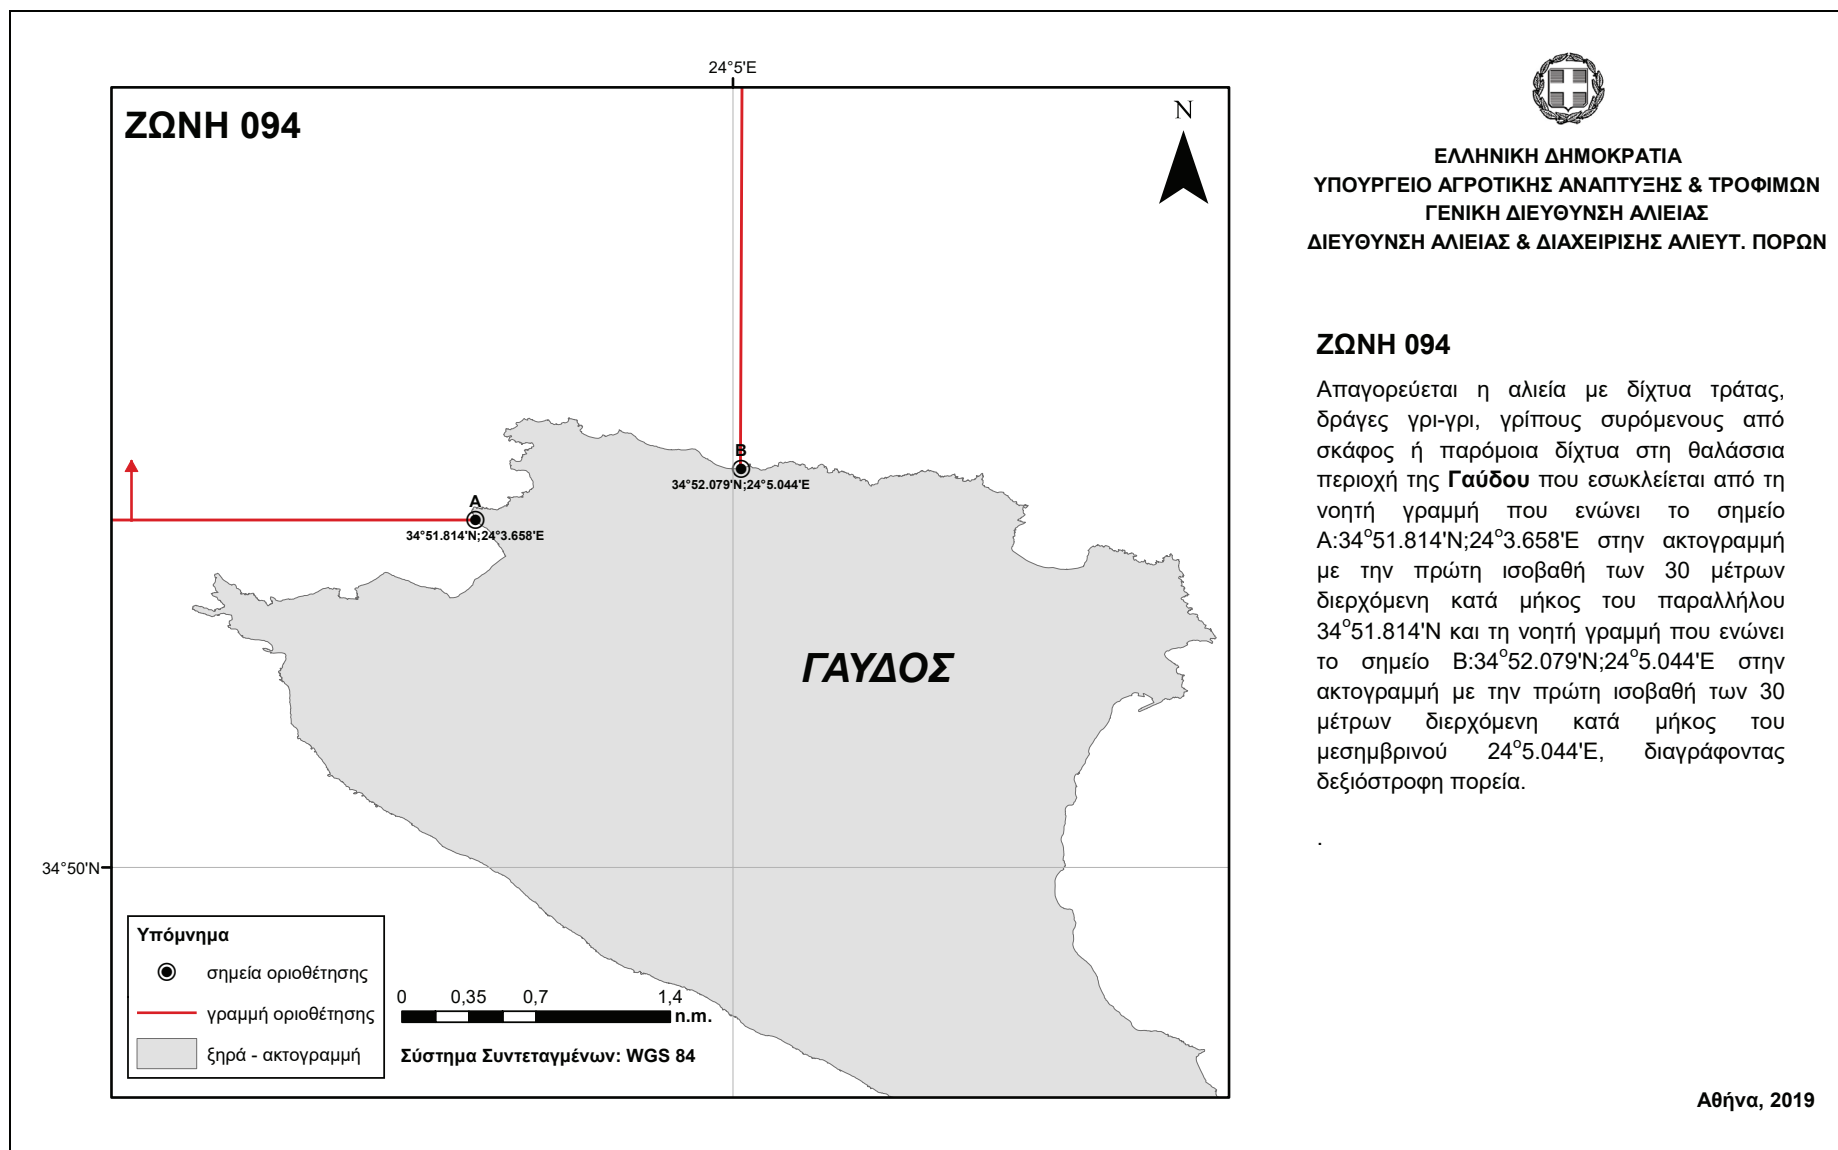 24°5'E
ΖΩΝΗ 094
N
A
34°51.814'N;24°3.658'E
B
34°52.079'N;24°5.044'E
ΓΑΥΔΟΣ
34°50'N
Υπόμνημα
σημεία οριοθέτησης
γραμμή οριοθέτησης
ξηρά - ακτογραμμή
0 0,35 0,7 1,4
n.m.
Σύστημα Συντεταγμένων: WGS 84
ΕΛΛΗΝΙΚΗ ΔΗΜΟΚΡΑΤΙΑ
ΥΠΟΥΡΓΕΙΟ ΑΓΡΟΤΙΚΗΣ ΑΝΑΠΤΥΞΗΣ & ΤΡΟΦΙΜΩΝ
ΓΕΝΙΚΗ ΔΙΕΥΘΥΝΣΗ ΑΛΙΕΙΑΣ
ΔΙΕΥΘΥΝΣΗ ΑΛΙΕΙΑΣ & ΔΙΑΧΕΙΡΙΣΗΣ ΑΛΙΕΥΤ. ΠΟΡΩΝ
ΖΩΝΗ 094
Απαγορεύεται η αλιεία με δίχτυα τράτας,
δράγες γρι-γρι, γρίπους συρόμενους από
σκάφος ή παρόμοια δίχτυα στη θαλάσσια
περιοχή της Γαύδου που εσωκλείεται από τη
νοητή γραμμή που ενώνει το σημείο
Α:34°51.814'Ν;24°3.658'Ε στην ακτογραμμή
με την πρώτη ισοβαθή των 30 μέτρων
διερχόμενη κατά μήκος του παραλλήλου
34°51.814'Ν και τη νοητή γραμμή που ενώνει
το σημείο Β:34°52.079'Ν;24°5.044'Ε στην
ακτογραμμή με την πρώτη ισοβαθή των 30
μέτρων διερχόμενη κατά μήκος του
μεσημβρινού 24°5.044'Ε, διαγράφοντας
δεξιόστροφη πορεία.
.
Αθήνα, 2019